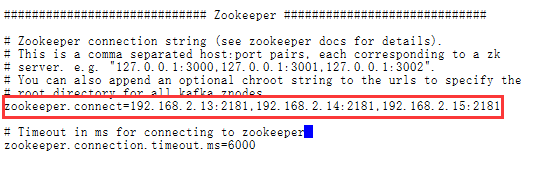 ############################# Zookeeper #############################
# Zookeeper connection string (see zookeeper docs for details).
# This is a comma separated host:port pairs, each corresponding to a zk
# server. e.g. "127.0.0.1:3000,127.0.0.1:3001,127.0.0.1:3002".
# You can also append an optional chroot string to the urls to specify the
# root directory for all kafka znodes.
zookeeper.connect=192.168.2.13:2181,192.168.2.14:2181,192.168.2.15:2181
# Timeout in ms for connecting to zookeeper
zookeeper.connection.timeout.ms=6000